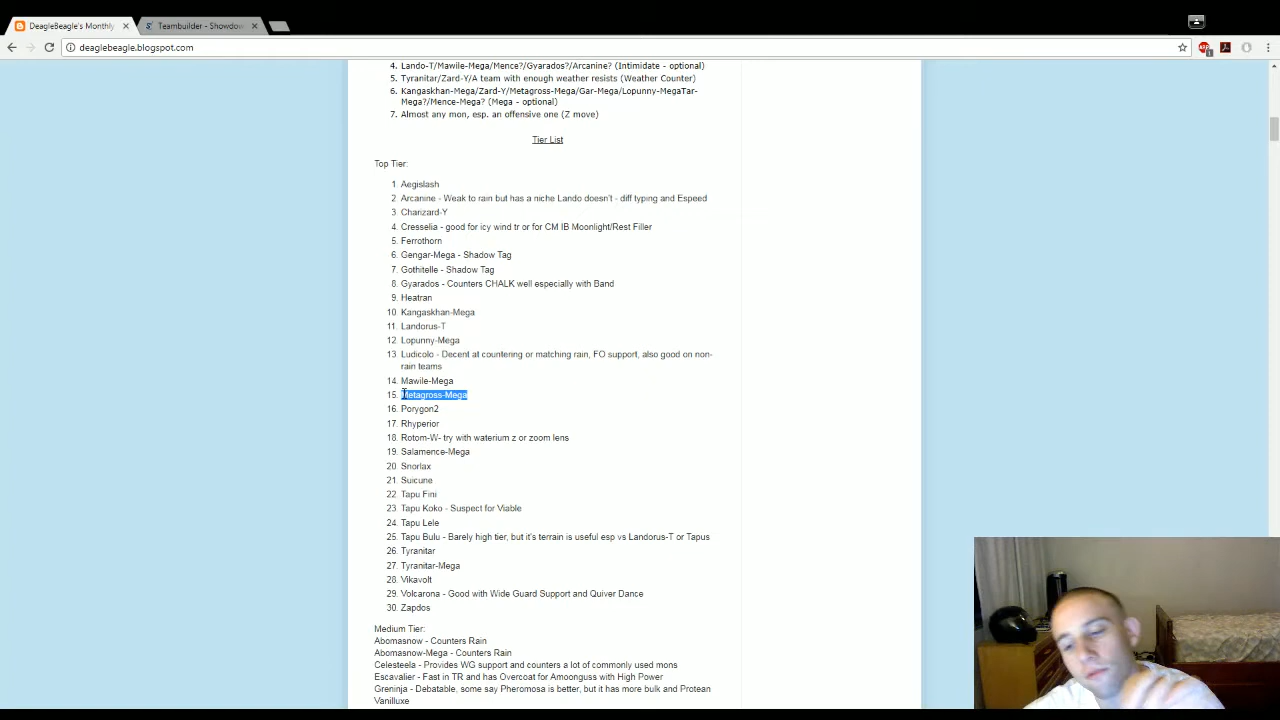 DeagleBeagle's Monthly
Teambuilder - Showdow
deaglebeagle.blogspot.com
4. Lando-T/Mawile-Mega/Mence?/Gyarados?/Arcanine? (Intimidate - optional)
5. Tyranitar/Zard-Y/A team with enough weather resists (Weather Counter)
6. Kangaskhan-Mega/Zard-Y/Metagross-Mega/Gar-Mega/Lopunny-MegaTar-
Mega?/Mence-Mega? (Mega - optional)
7. Almost any mon, esp. an offensive one (Z move)
Tier List
Top Tier:
1. Aegislash
2. Arcanine - Weak to rain but has a niche Lando doesn't - diff typing and Espeed
3. Charizard-Y
4. Cresselia - good for icy wind tr or for CM IB Moonlight/Rest Filler
5. Ferrothorn
6. Gengar-Mega - Shadow Tag
7. Gothitelle - Shadow Tag
8. Gyarados - Counters CHALK well especially with Band
9. Heatran
10. Kangaskhan-Mega
11. Landorus-T
12. Lopunny-Mega
13. Ludicolo - Decent at countering or matching rain, FO support, also good on non-
rain teams
14. Mawile-Mega
15. Metagross-Mega
16. Porygon2
17. Rhyperior
18. Rotom-W- try with waterium z or zoom lens
19. Salamence-Mega
20. Snorlax
21. Suicune
22. Tapu Fini
23. Tapu Koko - Suspect for Viable
24. Tapu Lele
25. Tapu Bulu - Barely high tier, but it's terrain is useful esp vs Landorus-T or Tapus
26. Tyranitar
27. Tyranitar-Mega
28. Vikavolt
29. Volcarona - Good with Wide Guard Support and Quiver Dance
30. Zapdos
Medium Tier:
Abomasnow - Counters Rain
Abomasnow-Mega - Counters Rain
Celesteela - Provides WG support and counters a lot of commonly used mons
Escavalier - Fast in TR and has Overcoat for Amoonguss with High Power
Greninja - Debatable, some say Pheromosa is better, but it has more bulk and Protean
Vanilluxe